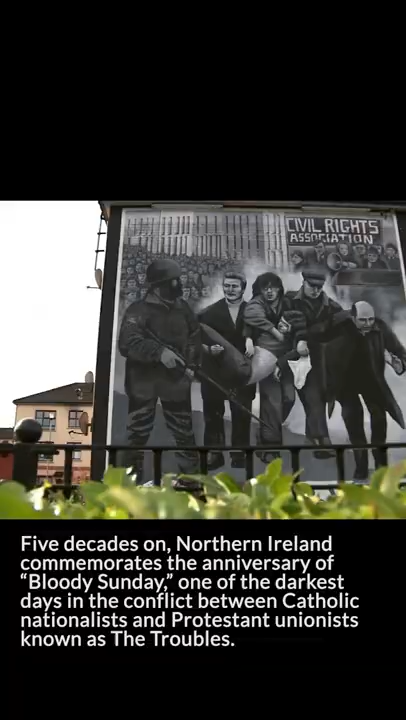 CIVIL RIGHTS
ASSOCIATION
Five decades on, Northern Ireland
commemorates the anniversary of
“Bloody Sunday,” one of the darkest
days in the conflict between Catholic
nationalists and Protestant unionists
known as The Troubles.